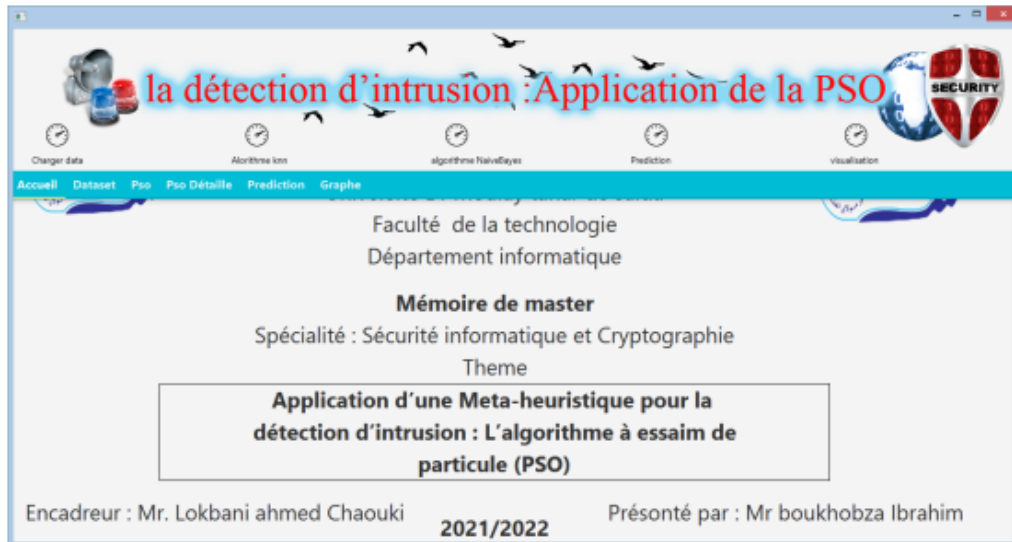 la détection d'intrusion :Application de la PSO
SECURITY
Charger data
Alorithme knn
algorithme NaiveBayes
Prediction
visualisation
Accueil Dataset Pso Pso Détaille Prediction Graphe
Faculté de la technologie
Département informatique
Mémoire de master
Spécialité : Sécurité informatique et Cryptographie
Theme
Application d'une Meta-heuristique pour la
détection d'intrusion : L'algorithme à essaim de
particule (PSO)
Encadreur : Mr. Lokbani ahmed Chaouki
Présonté par : Mr boukhobza Ibrahim
2021/2022